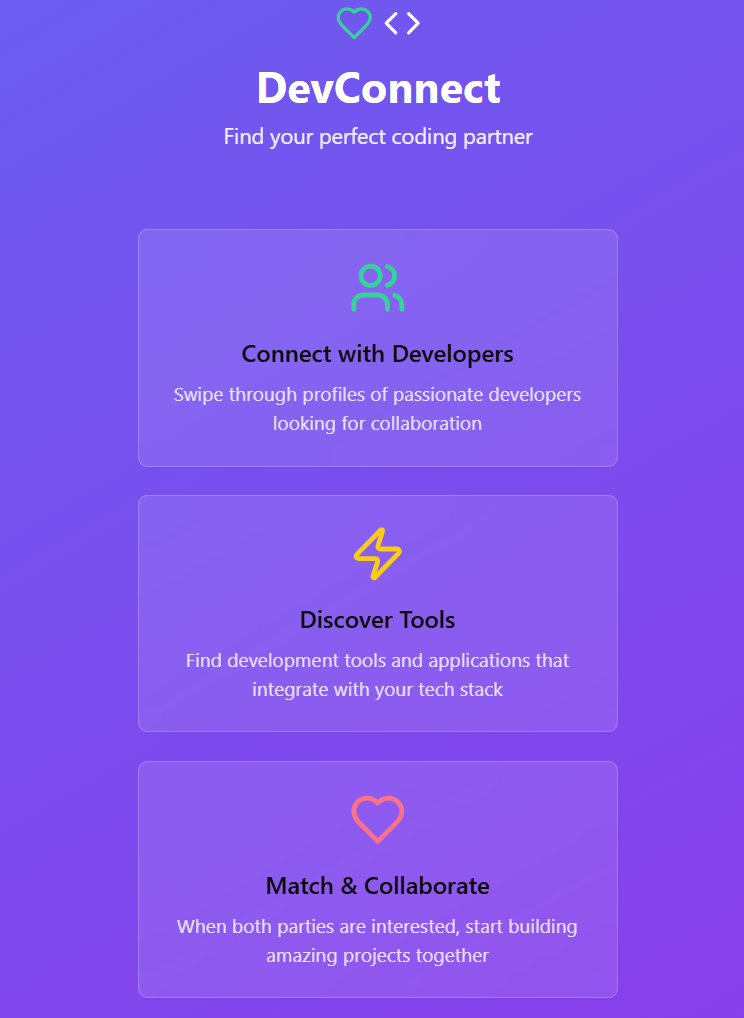 DevConnect
Find your perfect coding partner
Connect with Developers
Swipe through profiles of passionate developers
looking for collaboration
Discover Tools
Find development tools and applications that
integrate with your tech stack
Match & Collaborate
When both parties are interested, start building
amazing projects together